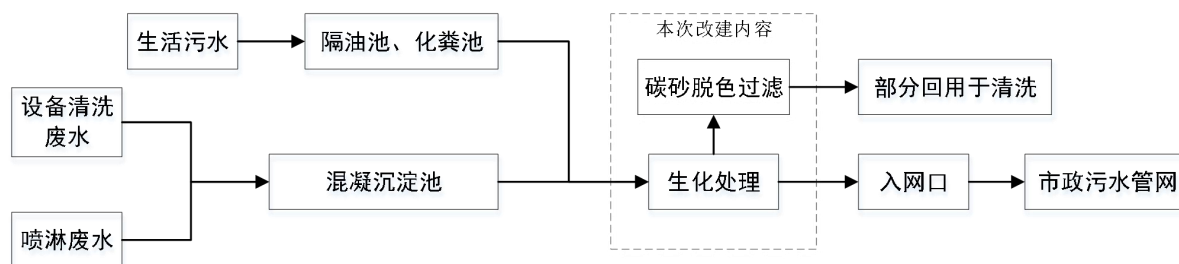 本次改建内容
生活污水
隔油池、化粪池
碳砂脱色过滤
部分回用于清洗
设备清洗
废水
混凝沉淀池
生化处理
入网口
市政污水管网
喷淋废水